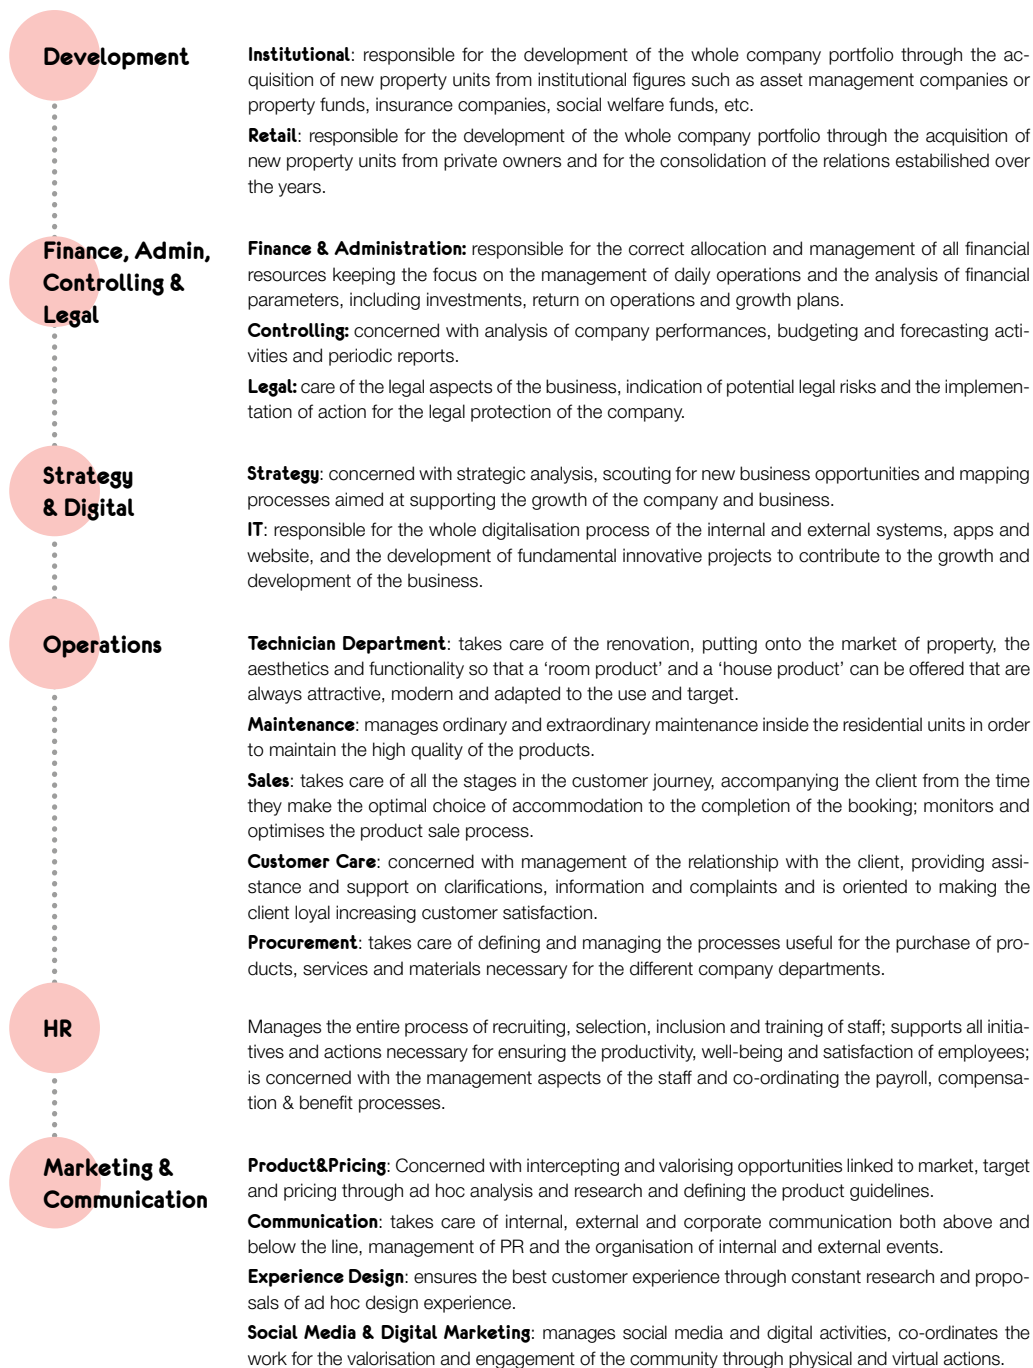 Development
Institutional: responsible for the development of the whole company portfolio through the ac-
quisition of new property units from institutional figures such as asset management companies or
property funds, insurance companies, social welfare funds, etc.
Retail: responsible for the development of the whole company portfolio through the acquisition of
new property units from private owners and for the consolidation of the relations estabilished over
the years.
Finance, Admin,
Controlling &
Legal
Finance & Administration: responsible for the correct allocation and management of all financial
resources keeping the focus on the management of daily operations and the analysis of financial
parameters, including investments, return on operations and growth plans.
Controlling: concerned with analysis of company performances, budgeting and forecasting acti-
vities and periodic reports.
Legal: care of the legal aspects of the business, indication of potential legal risks and the implemen-
tation of action for the legal protection of the company.
Strategy
& Digital
Strategy: concerned with strategic analysis, scouting for new business opportunities and mapping
processes aimed at supporting the growth of the company and business.
IT: responsible for the whole digitalisation process of the internal and external systems, apps and
website, and the development of fundamental innovative projects to contribute to the growth and
development of the business.
Operations
Technician Department: takes care of the renovation, putting onto the market of property, the
aesthetics and functionality so that a ‘room product’ and a ‘house product’ can be offered that are
always attractive, modern and adapted to the use and target.
Maintenance: manages ordinary and extraordinary maintenance inside the residential units in order
to maintain the high quality of the products.
Sales: takes care of all the stages in the customer journey, accompanying the client from the time
they make the optimal choice of accommodation to the completion of the booking; monitors and
optimises the product sale process.
Customer Care: concerned with management of the relationship with the client, providing assi-
stance and support on clarifications, information and complaints and is oriented to making the
client loyal increasing customer satisfaction.
Procurement: takes care of defining and managing the processes useful for the purchase of pro-
ducts, services and materials necessary for the different company departments.
HR
Manages the entire process of recruiting, selection, inclusion and training of staff; supports all initia-
tives and actions necessary for ensuring the productivity, well-being and satisfaction of employees;
is concerned with the management aspects of the staff and co-ordinating the payroll, compensa-
tion & benefit processes.
Marketing &
Communication
Product&Pricing: Concerned with intercepting and valorising opportunities linked to market, target
and pricing through ad hoc analysis and research and defining the product guidelines.
Communication: takes care of internal, external and corporate communication both above and
below the line, management of PR and the organisation of internal and external events.
Experience Design: ensures the best customer experience through constant research and propo-
sals of ad hoc design experience.
Social Media & Digital Marketing: manages social media and digital activities, co-ordinates the
work for the valorisation and engagement of the community through physical and virtual actions.